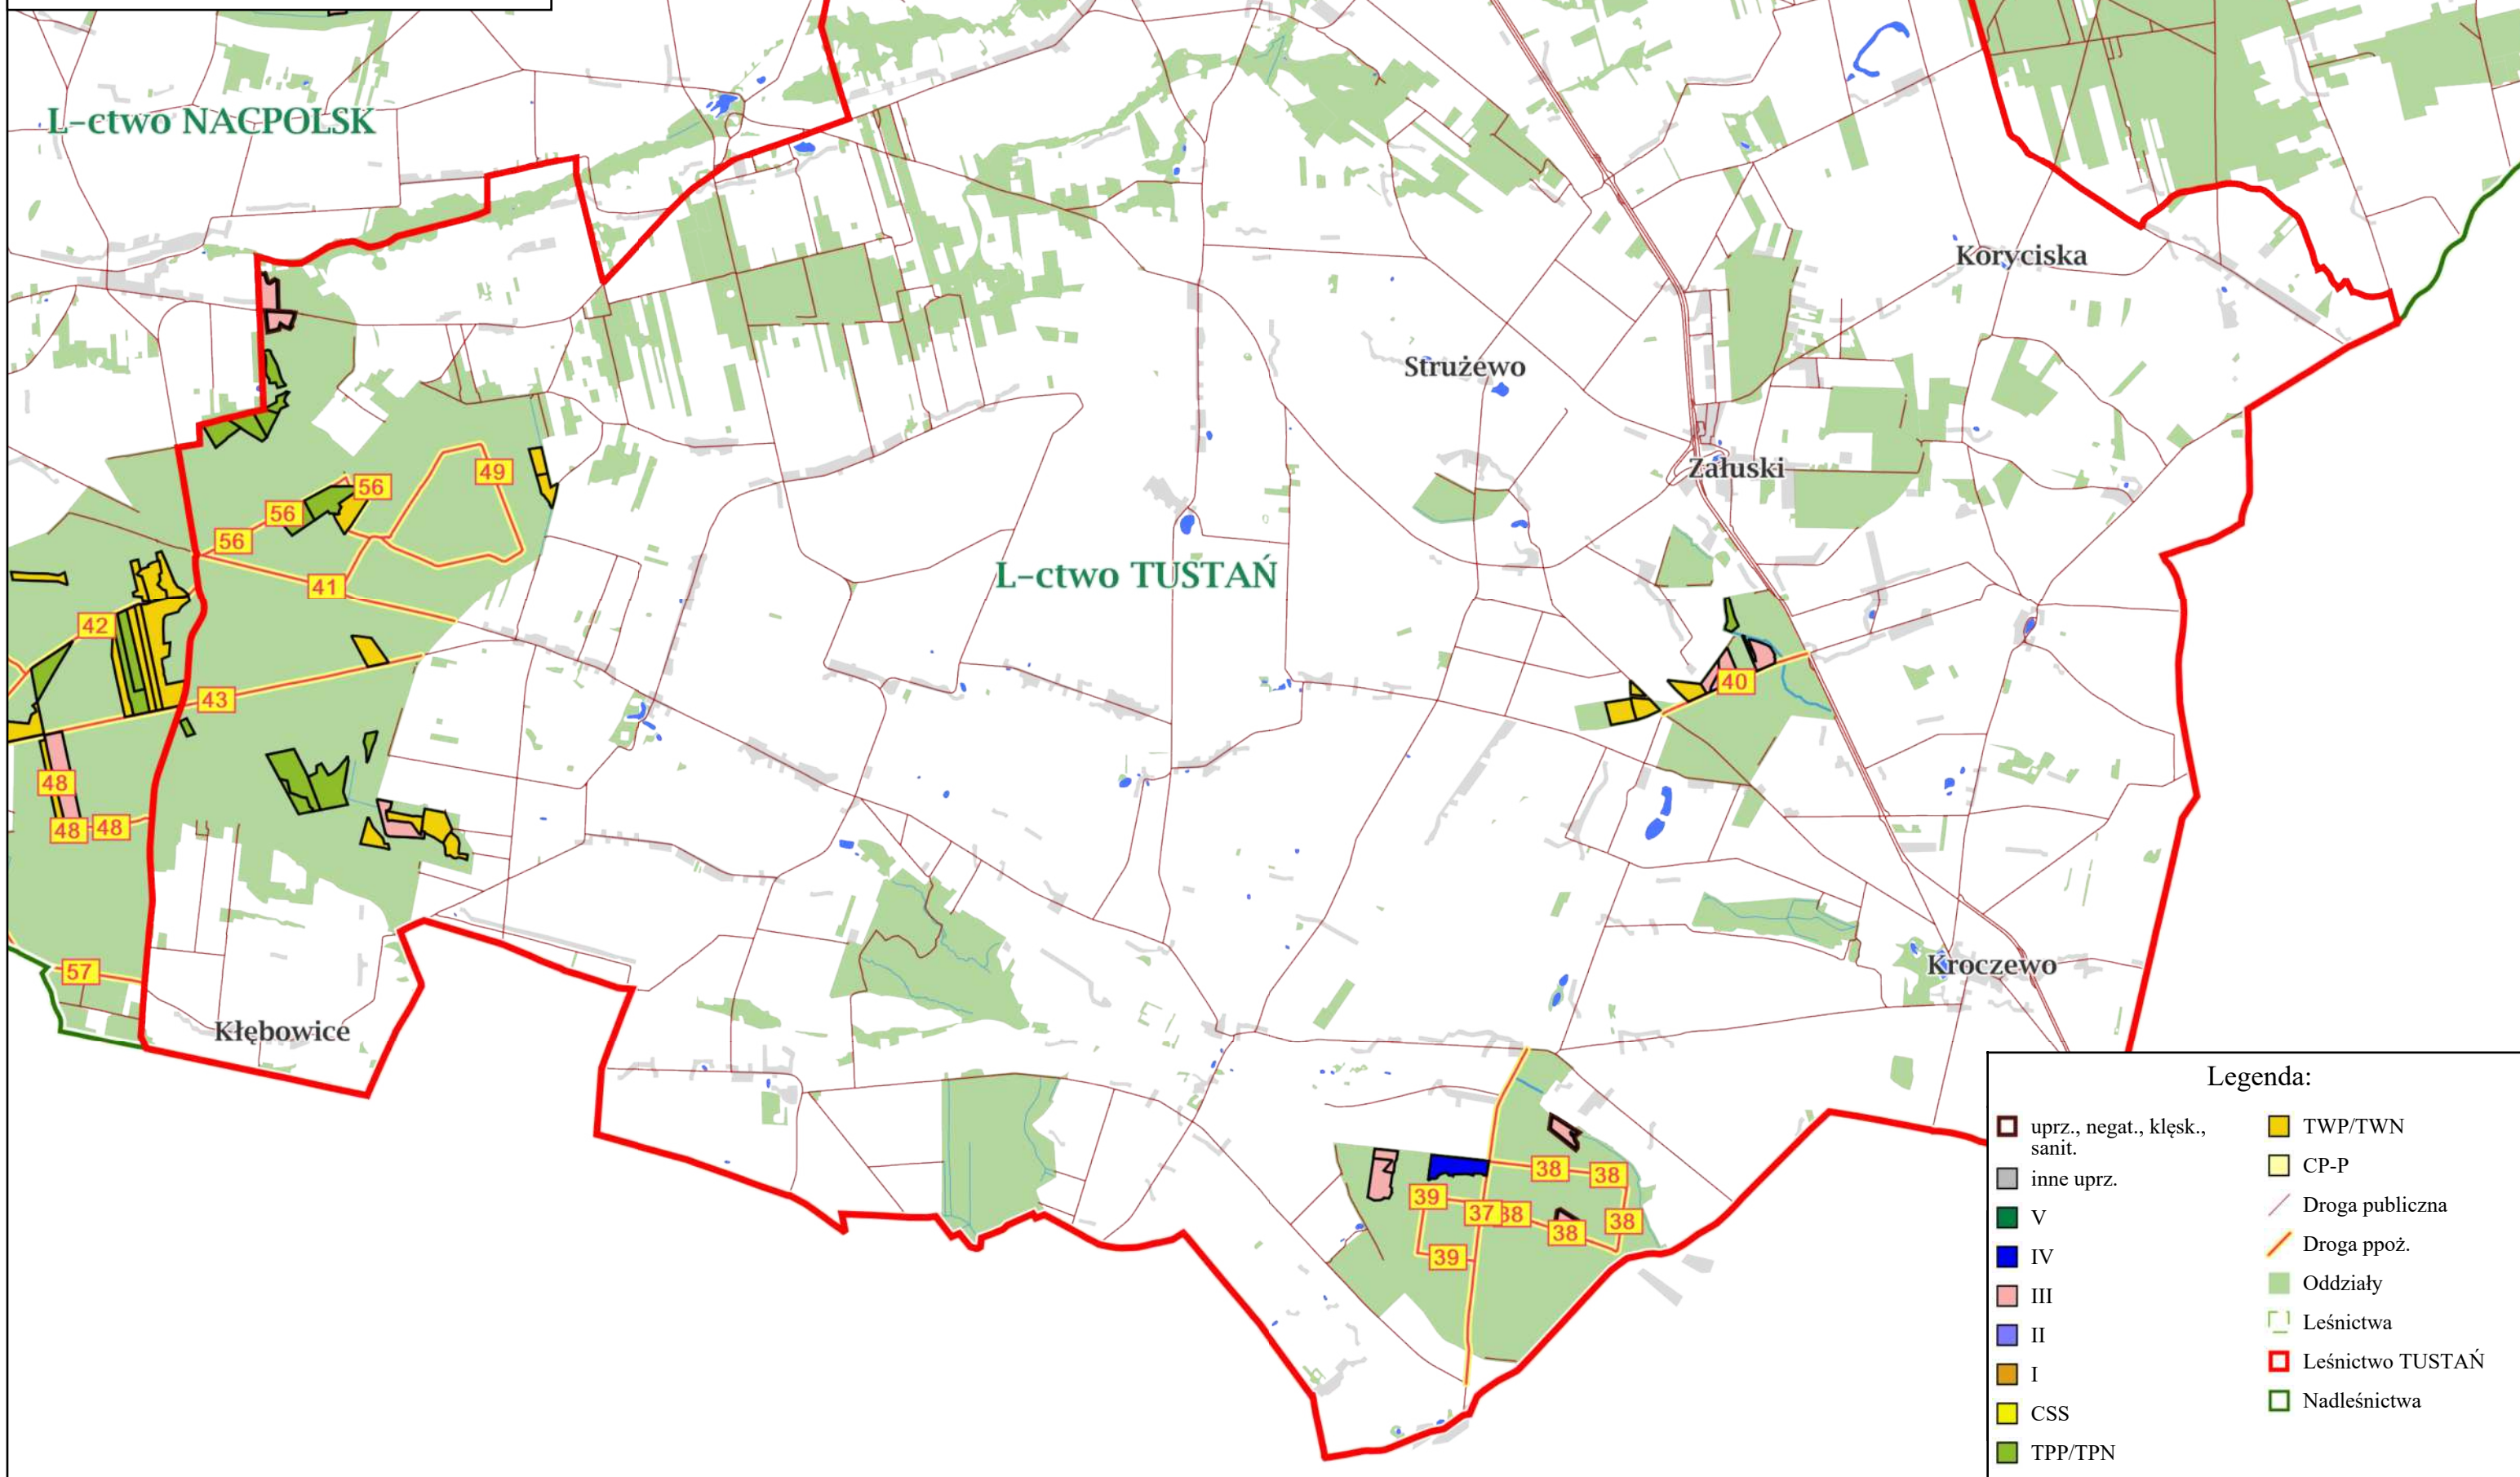 L-ctwo NACPOLSK
Koryciska
Strużewo
Załuski
49
56
56
56
L-ctwo TUSTAŃ
41
42
40
43
48
48
48
Kroczewo
57
Kłębowice
38
38
39
37
38
38
38
39
Legenda:
uprz., negat., klęsk.,
sanit.
inne uprz.
V
IV
III
II
I
CSS
TPP/TPN
TWP/TWN
CP-P
Droga publiczna
Droga ppoż.
Oddziały
Leśnictwa
Leśnictwo TUSTAŃ
Nadleśnictwa